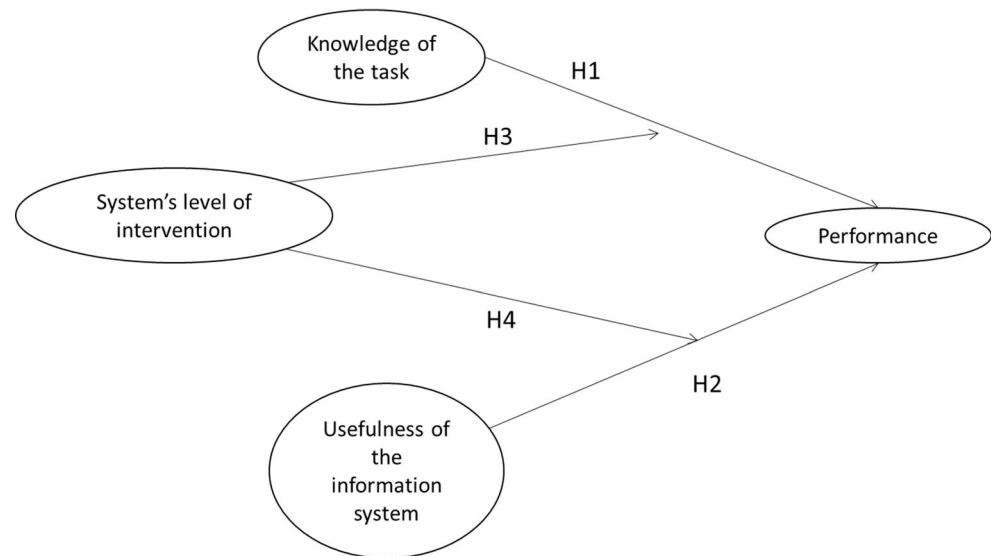 Knowledge of
the task
H1
H3
System’s level of
intervention
Performance
H4
H2
Usefulness of
the
information
system